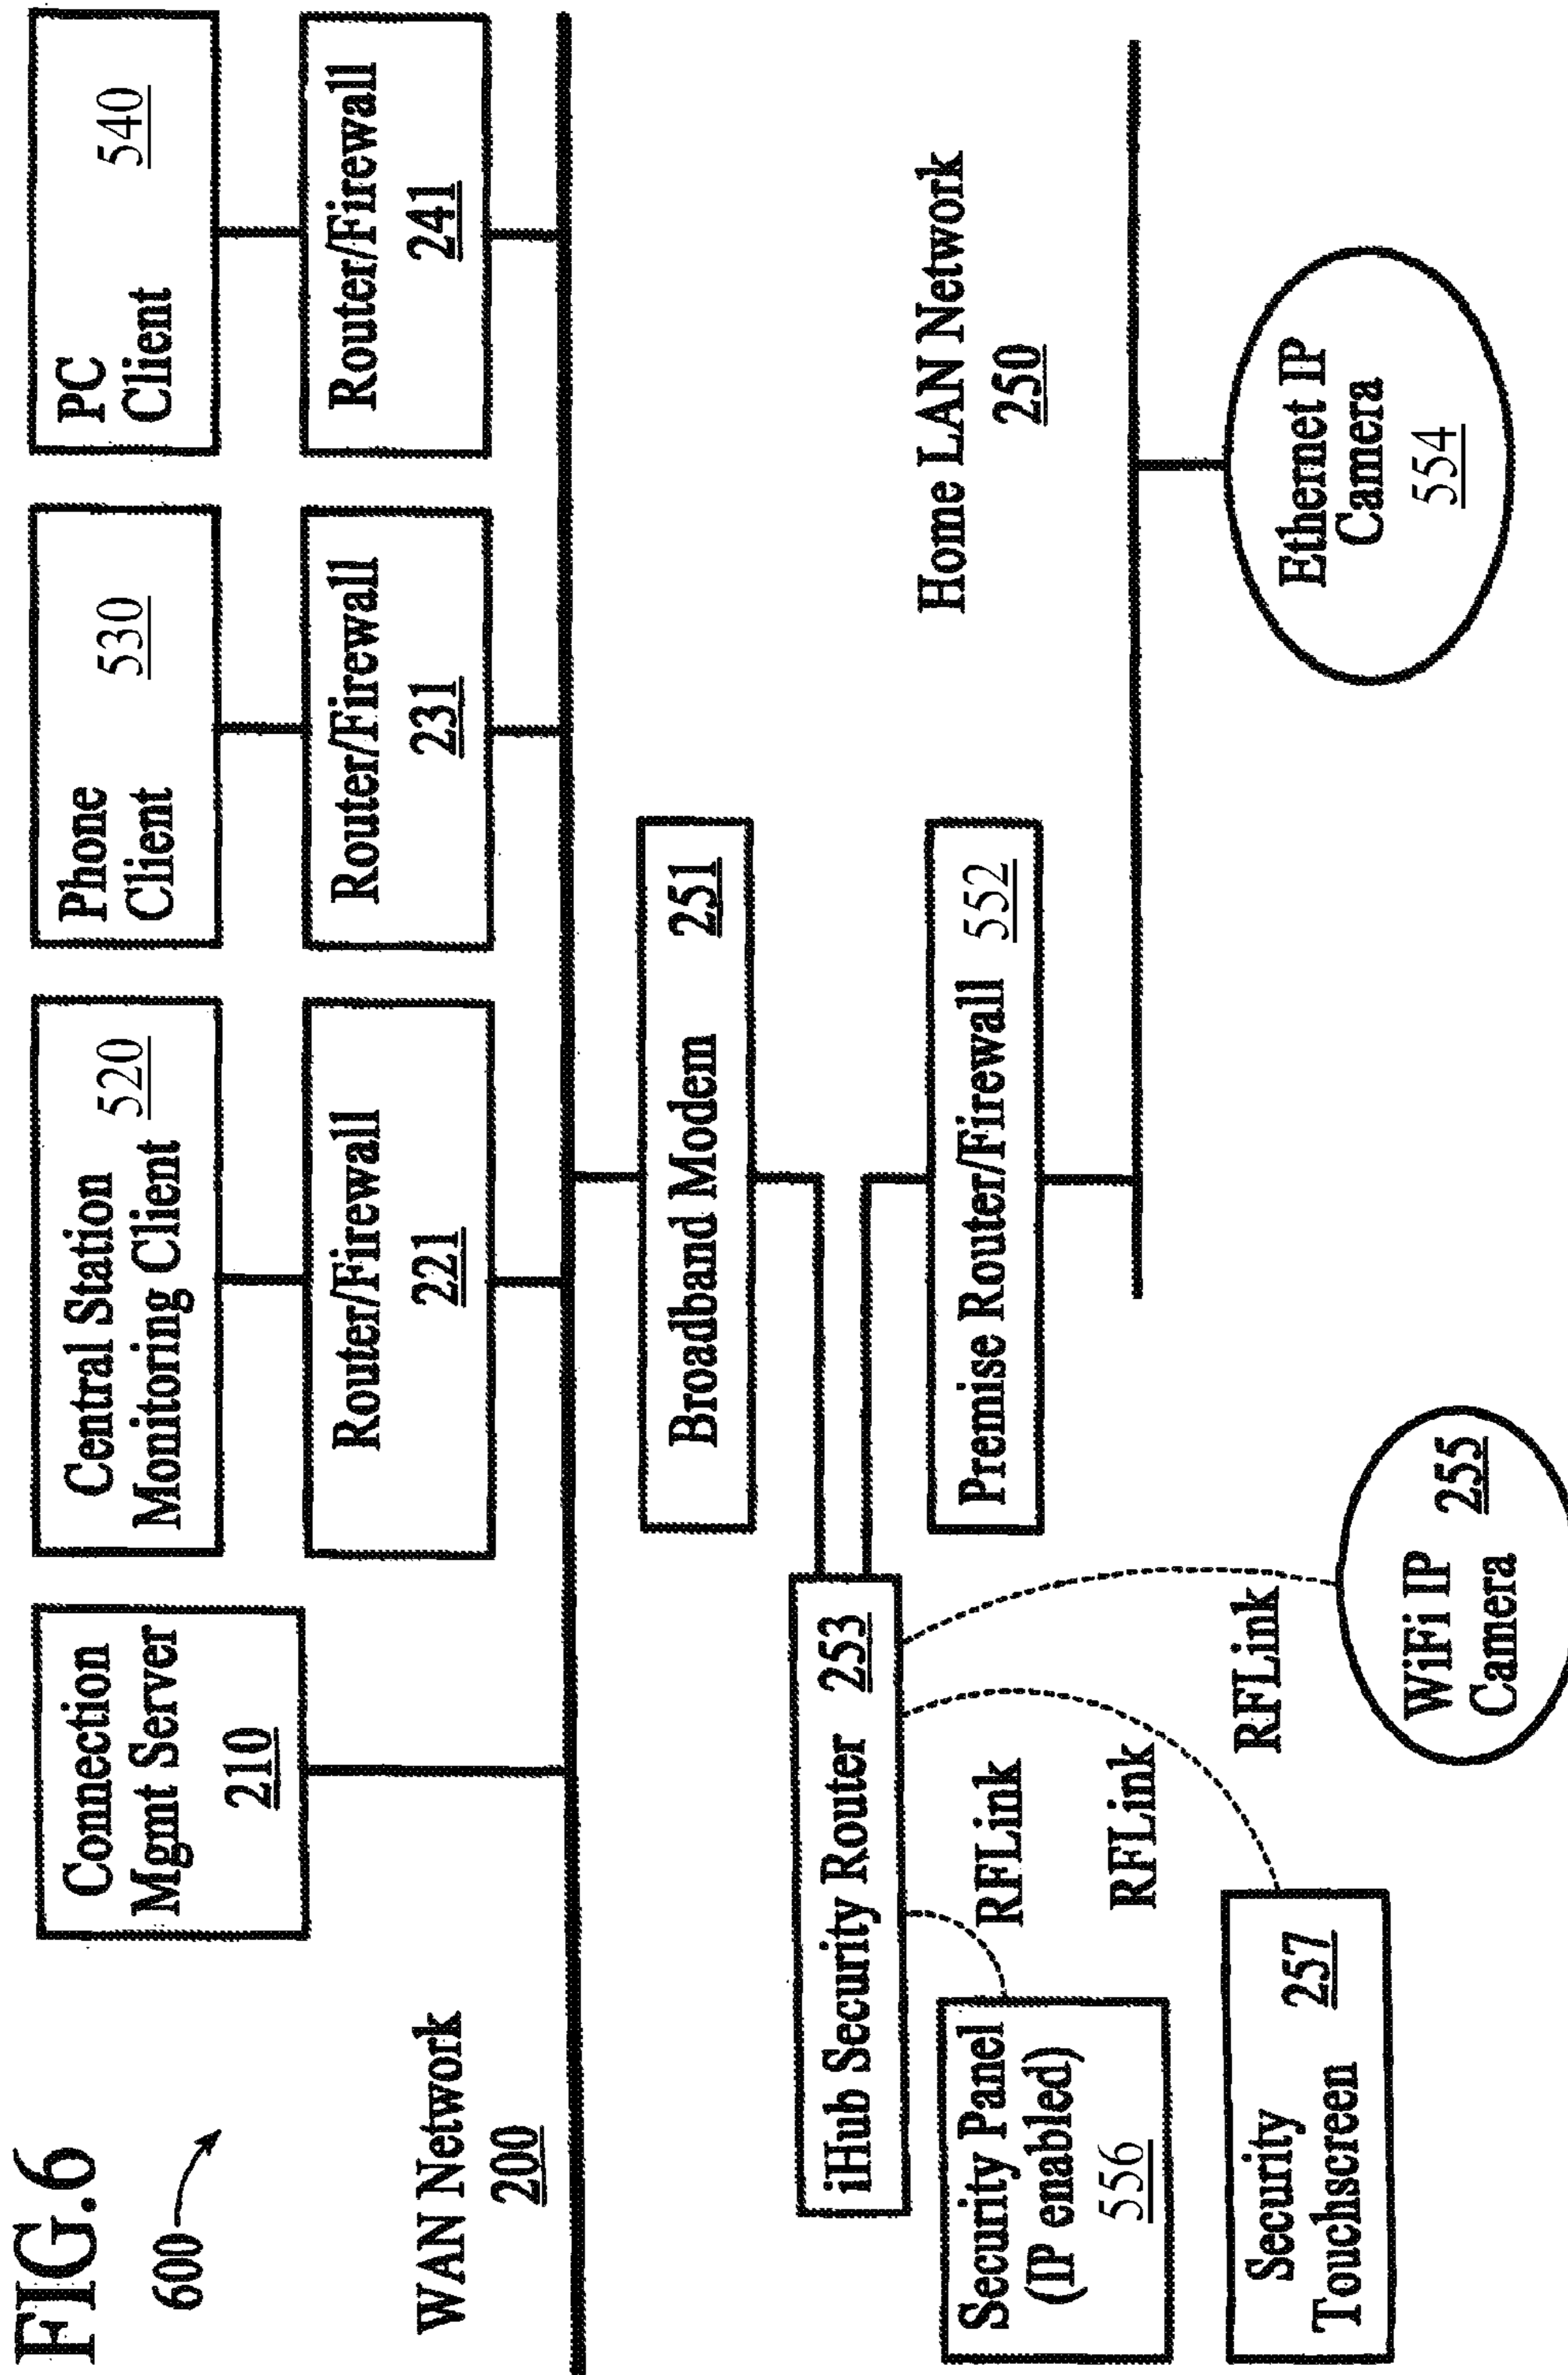 FIG.6
600
Connection
Mgmt Server
210
Central Station
Monitoring Client
520
Phone
Client
530
PC
Client
540
Router/Firewall
221
Router/Firewall
231
Router/Firewall
241
WAN Network
200
Broadband Modem 251
iHub Security Router 253
Premise Router/Firewall 552
Home LAN Network
250
Security Panel
(IP enabled)
556
RFLink
RFLink
RFLink
Security
Touchscreen
257
WiFi IP
Camera
255
Ethernet IP
Camera
554